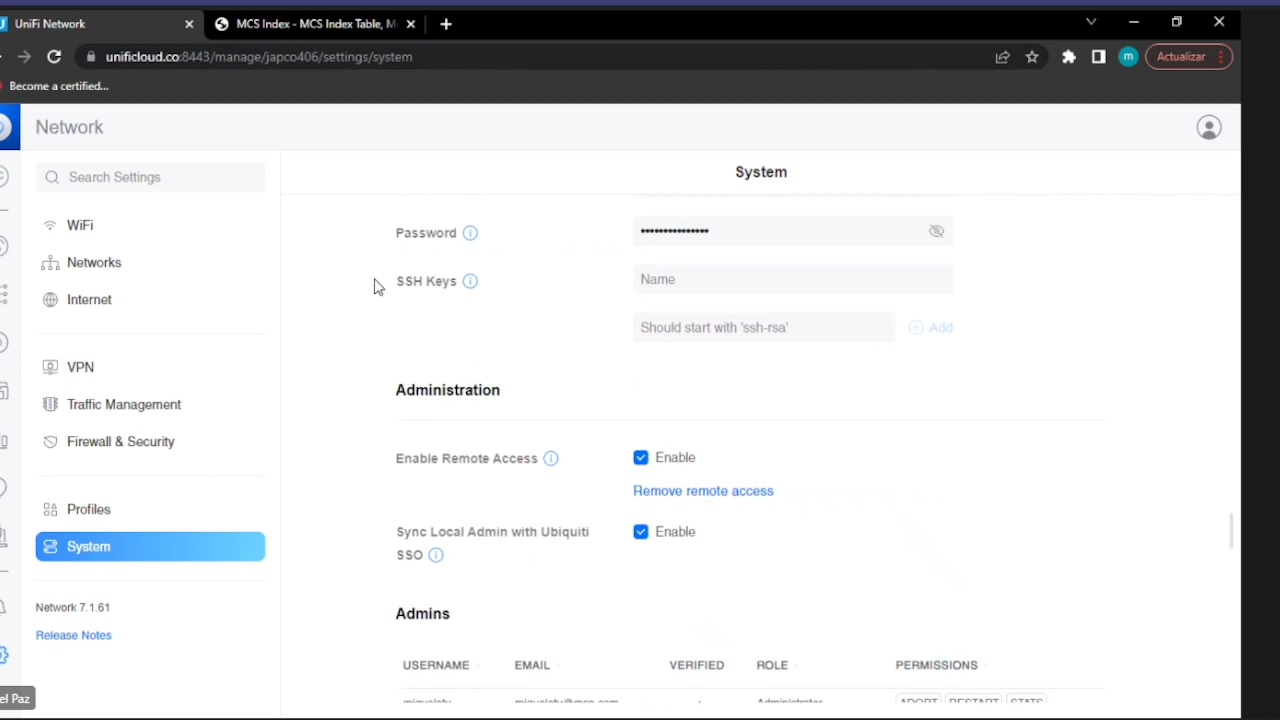 UniFi Network
MCS Index - MCS Index Table, M
unificloud.co:8443/manage/japco406/settings/system
m
Actualizar
Become a certified...
Network
Search Settings
WiFi
Networks
Internet
VPN
Traffic Management
Firewall & Security
Profiles
System
Network 7.1.61
Release Notes
el Paz
System
Password
•••••••••••••••
SSH Keys
Name
Should start with 'ssh-rsa'
Add
Administration
Enable Remote Access
Enable
Remove remote access
Sync Local Admin with Ubiquiti
SSO
Enable
Admins
USERNAME EMAIL VERIFIED ROLE PERMISSIONS
Administrator ADOPT RESTART STATS